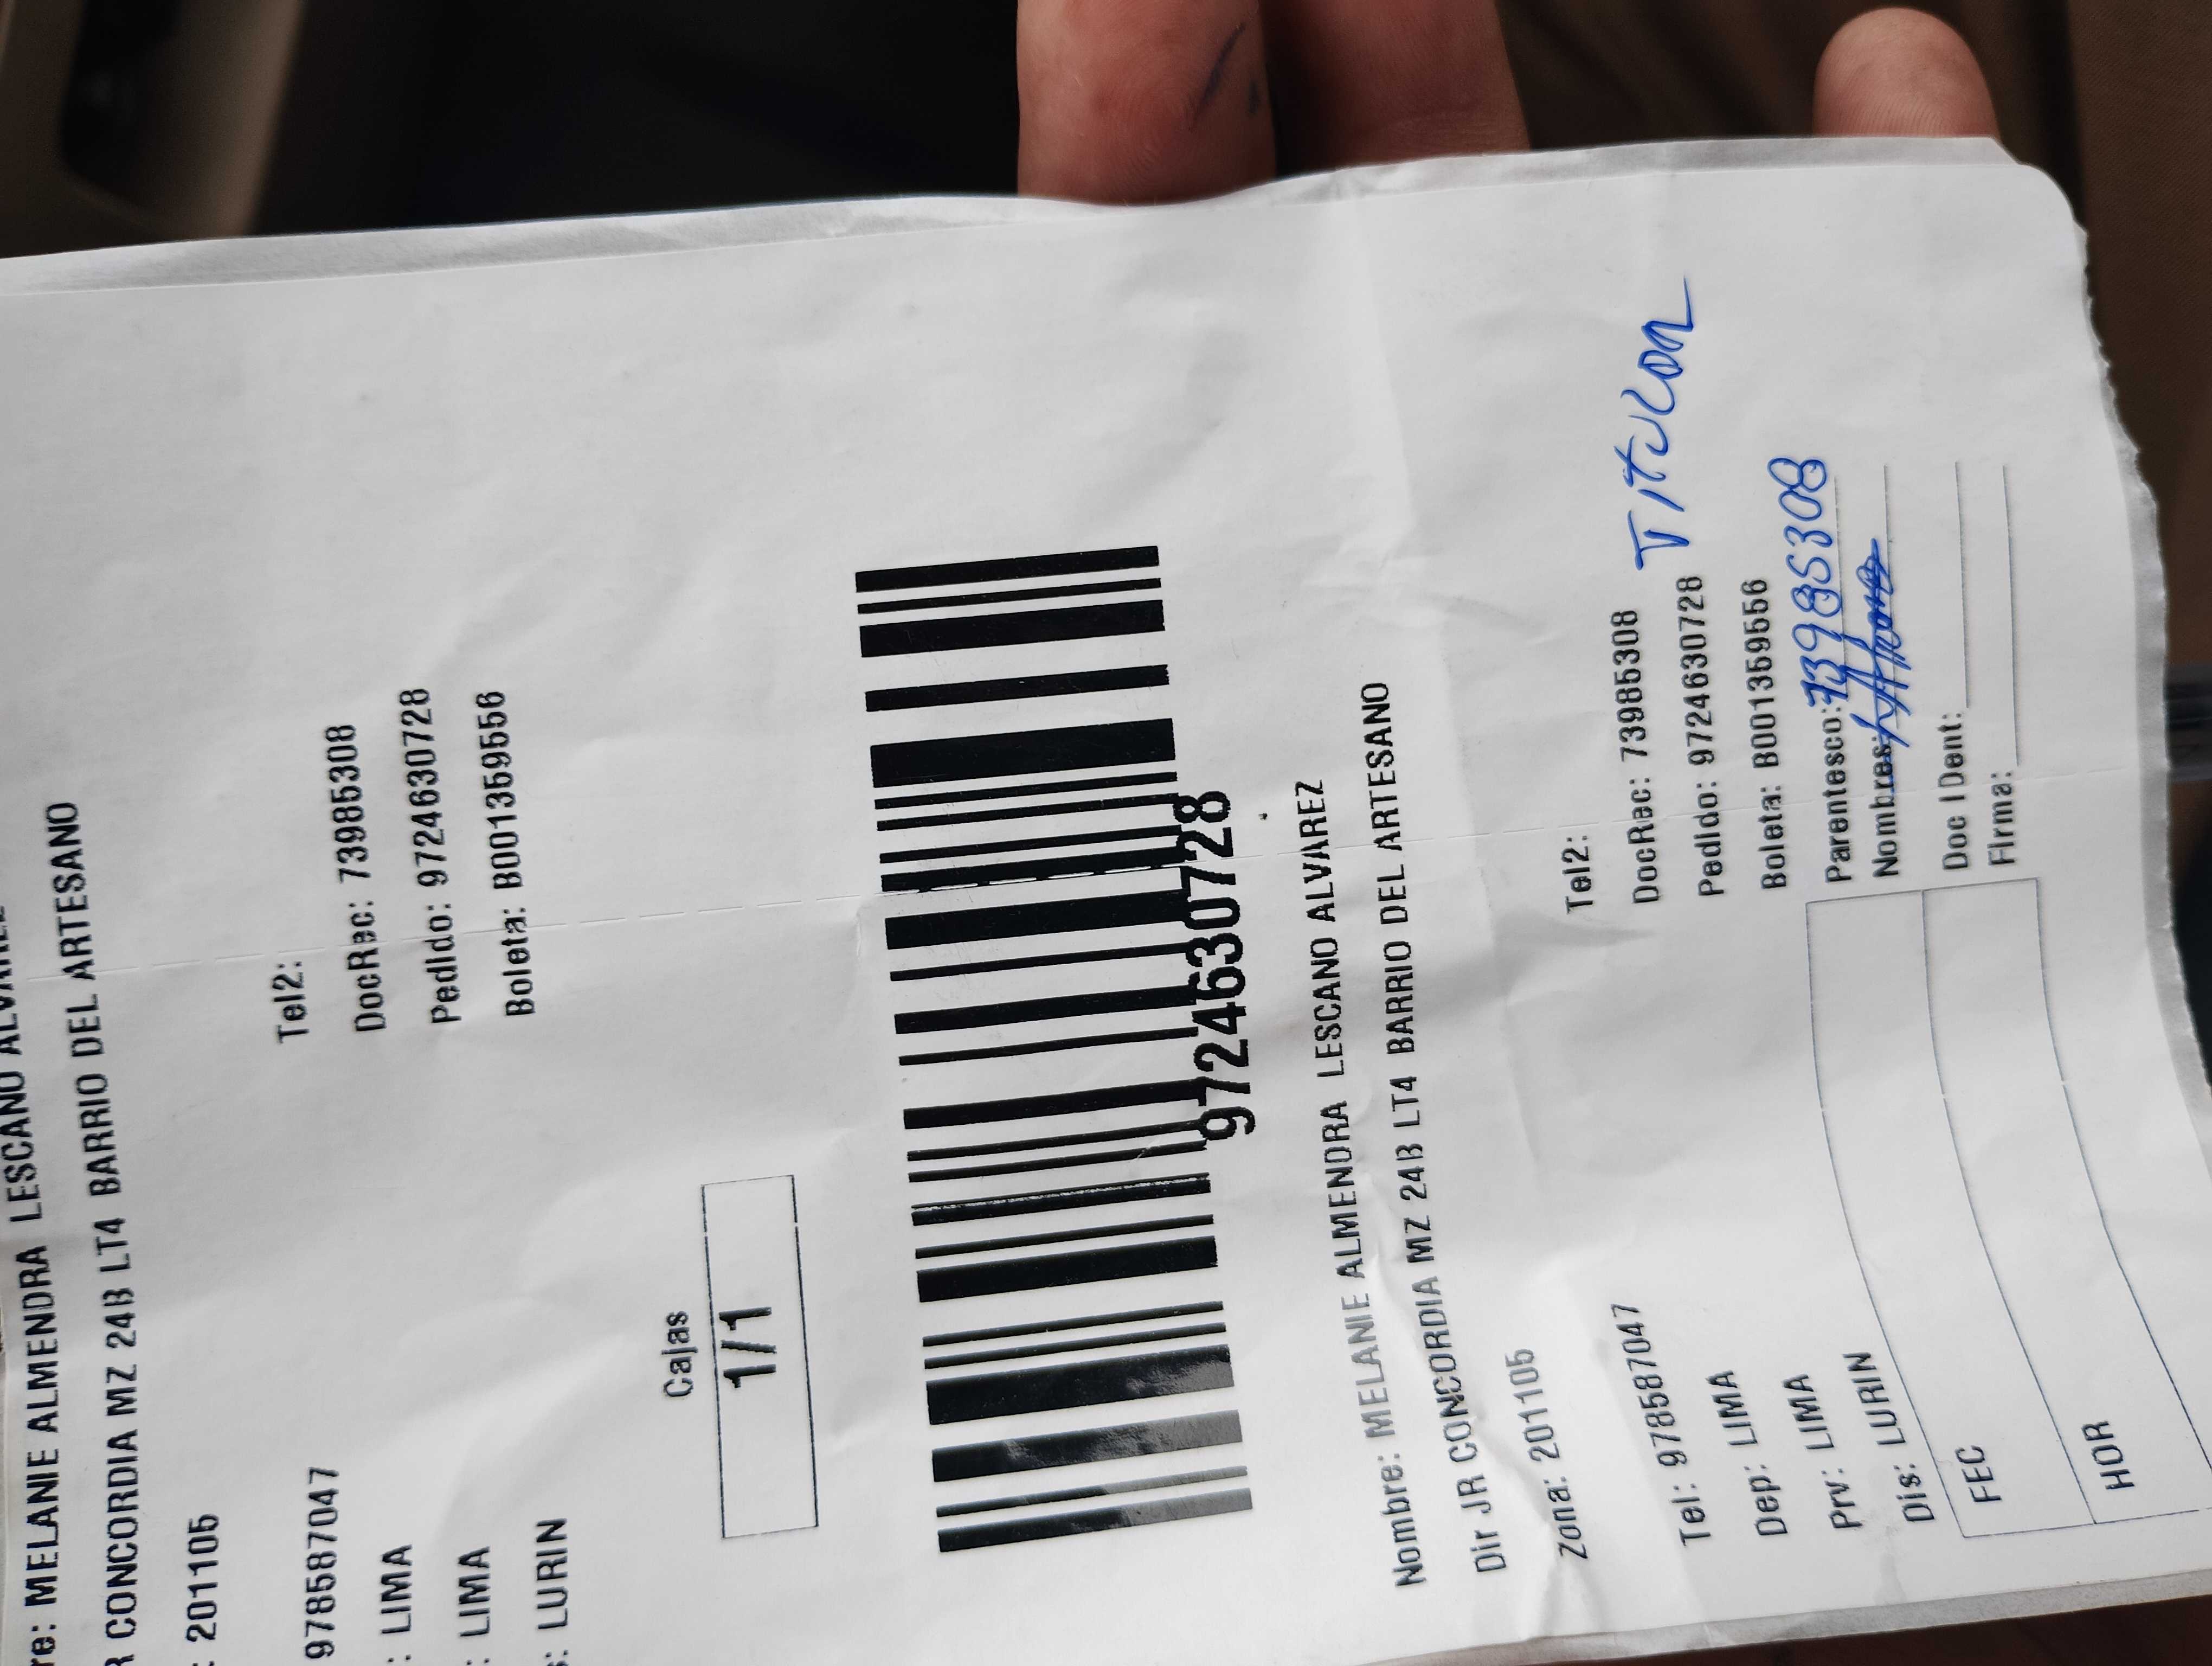 re: MELANIE ALMENDRA LESCANO ALVAREZ
R CONCORDIA MZ 24B LT4 BARRIO DEL ARTESANO
: 201105
Tel2:
978587047
DocRec: 73985308
: LIMA
Pedido: 9724630728
: LIMA
Boleta: B001359556
s: LURIN
Cajas
1/1
9724630728
Nombre: MELANIE ALMENDRA LESCANO ALVAREZ
Dir JR CONCORDIA MZ 24B LT4 BARRIO DEL ARTESANO
Zona: 201105
Tel2:
Tel: 978587047
DocRec: 73985308
Titular
Dep: LIMA
Pedido: 9724630728
Prv: LIMA
Boleta: B001359556
Dis: LURIN
Parentesco: 73985308
Nombres:
FEC
Doc IDent:
Firma:
HOR